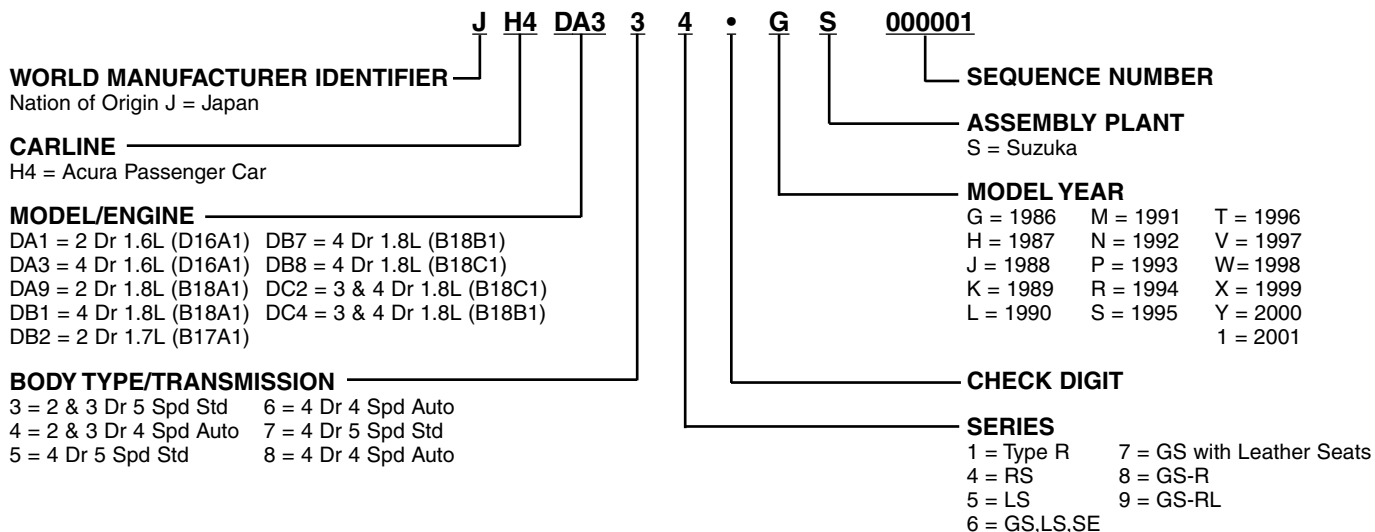 J H4 DA3 3 4 • G S 000001
WORLD MANUFACTURER IDENTIFIER
Nation of Origin J = Japan
CARLINE
H4 = Acura Passenger Car
MODEL/ENGINE
DA1 = 2 Dr 1.6L (D16A1) DB7 = 4 Dr 1.8L (B18B1)
DA3 = 4 Dr 1.6L (D16A1) DB8 = 4 Dr 1.8L (B18C1)
DA9 = 2 Dr 1.8L (B18A1) DC2 = 3 & 4 Dr 1.8L (B18C1)
DB1 = 4 Dr 1.8L (B18A1) DC4 = 3 & 4 Dr 1.8L (B18B1)
DB2 = 2 Dr 1.7L (B17A1)
BODY TYPE/TRANSMISSION
3 = 2 & 3 Dr 5 Spd Std 6 = 4 Dr 4 Spd Auto
4 = 2 & 3 Dr 4 Spd Auto 7 = 4 Dr 5 Spd Std
5 = 4 Dr 5 Spd Std 8 = 4 Dr 4 Spd Auto
SEQUENCE NUMBER
ASSEMBLY PLANT
S = Suzuka
MODEL YEAR
G = 1986 M = 1991 T = 1996
H = 1987 N = 1992 V = 1997
J = 1988 P = 1993 W= 1998
K = 1989 R = 1994 X = 1999
L = 1990 S = 1995 Y = 2000
1 = 2001
CHECK DIGIT
SERIES
1 = Type R 7 = GS with Leather Seats
4 = RS 8 = GS-R
5 = LS 9 = GS-RL
6 = GS,LS,SE